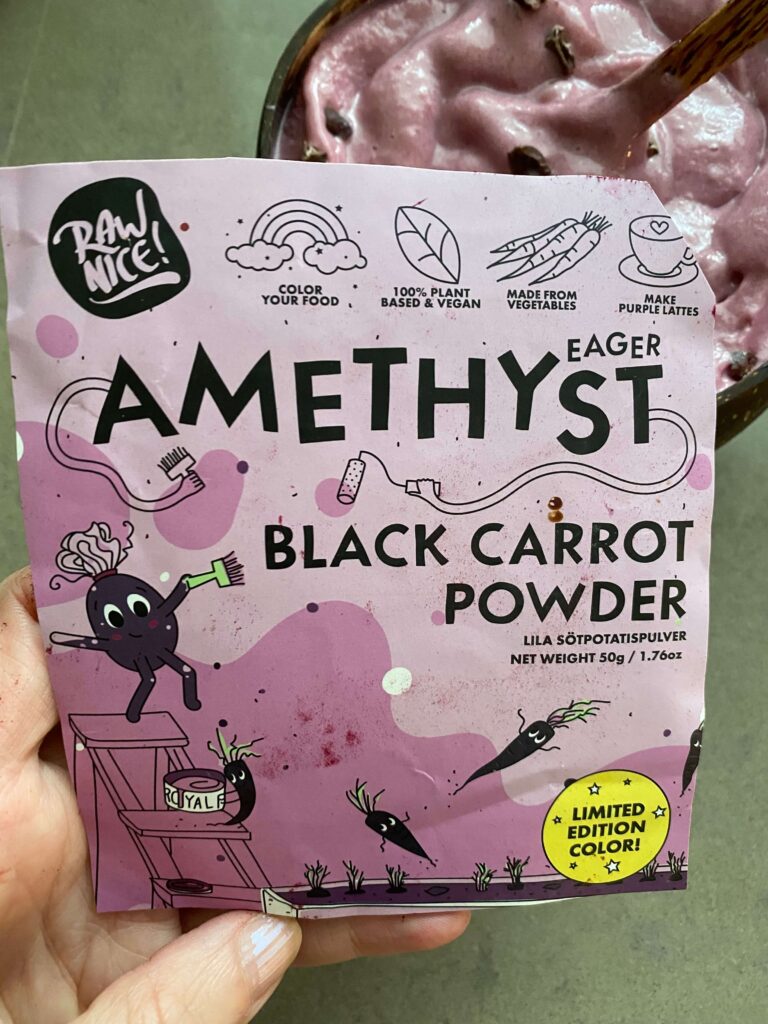 RAW
NICE!
COLOR
YOUR FOOD
100% PLANT
BASED & VEGAN
MADE FROM
VEGETABLES
MAKE
PURPLE LATTES
EAGER
AMETHYST
BLACK CARROT
POWDER
LILA SÖTPOTATISPULVER
NET WEIGHT 50g / 1.76oz
ROYALE
LIMITED
EDITION
COLOR!